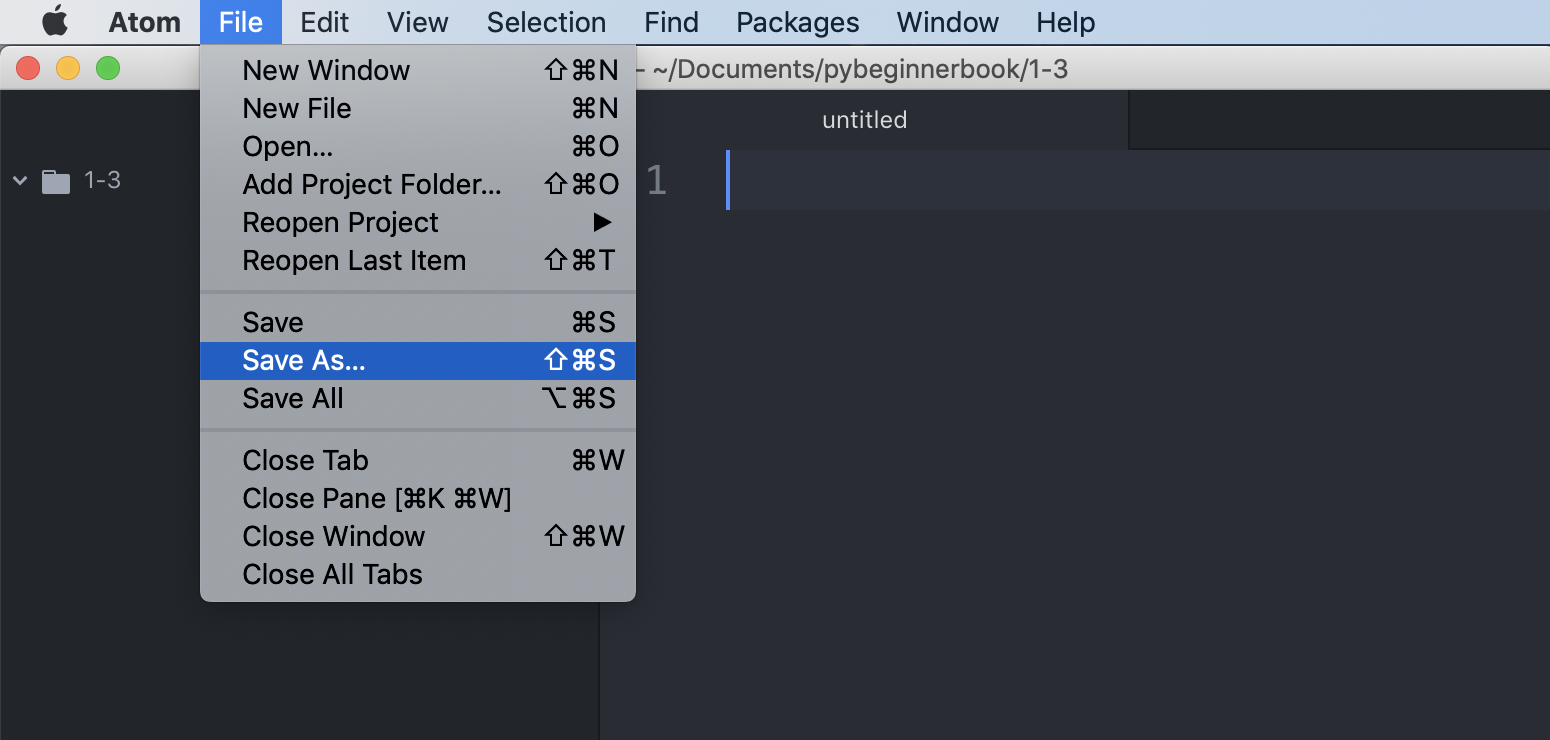 Atom File Edit View Selection Find Packages Window Help
- ~/Documents/pybeginnerbook/1-3
New Window ⇧⌘N
New File ⌘N
Open... ⌘O
Add Project Folder... ⇧⌘O
Reopen Project ▶
Reopen Last Item ⇧⌘T
Save ⌘S
Save As... ⇧⌘S
Save All ⌥⌘S
Close Tab ⌘W
Close Pane [⌘K ⌘W]
Close Window ⇧⌘W
Close All Tabs
1-3
untitled
1